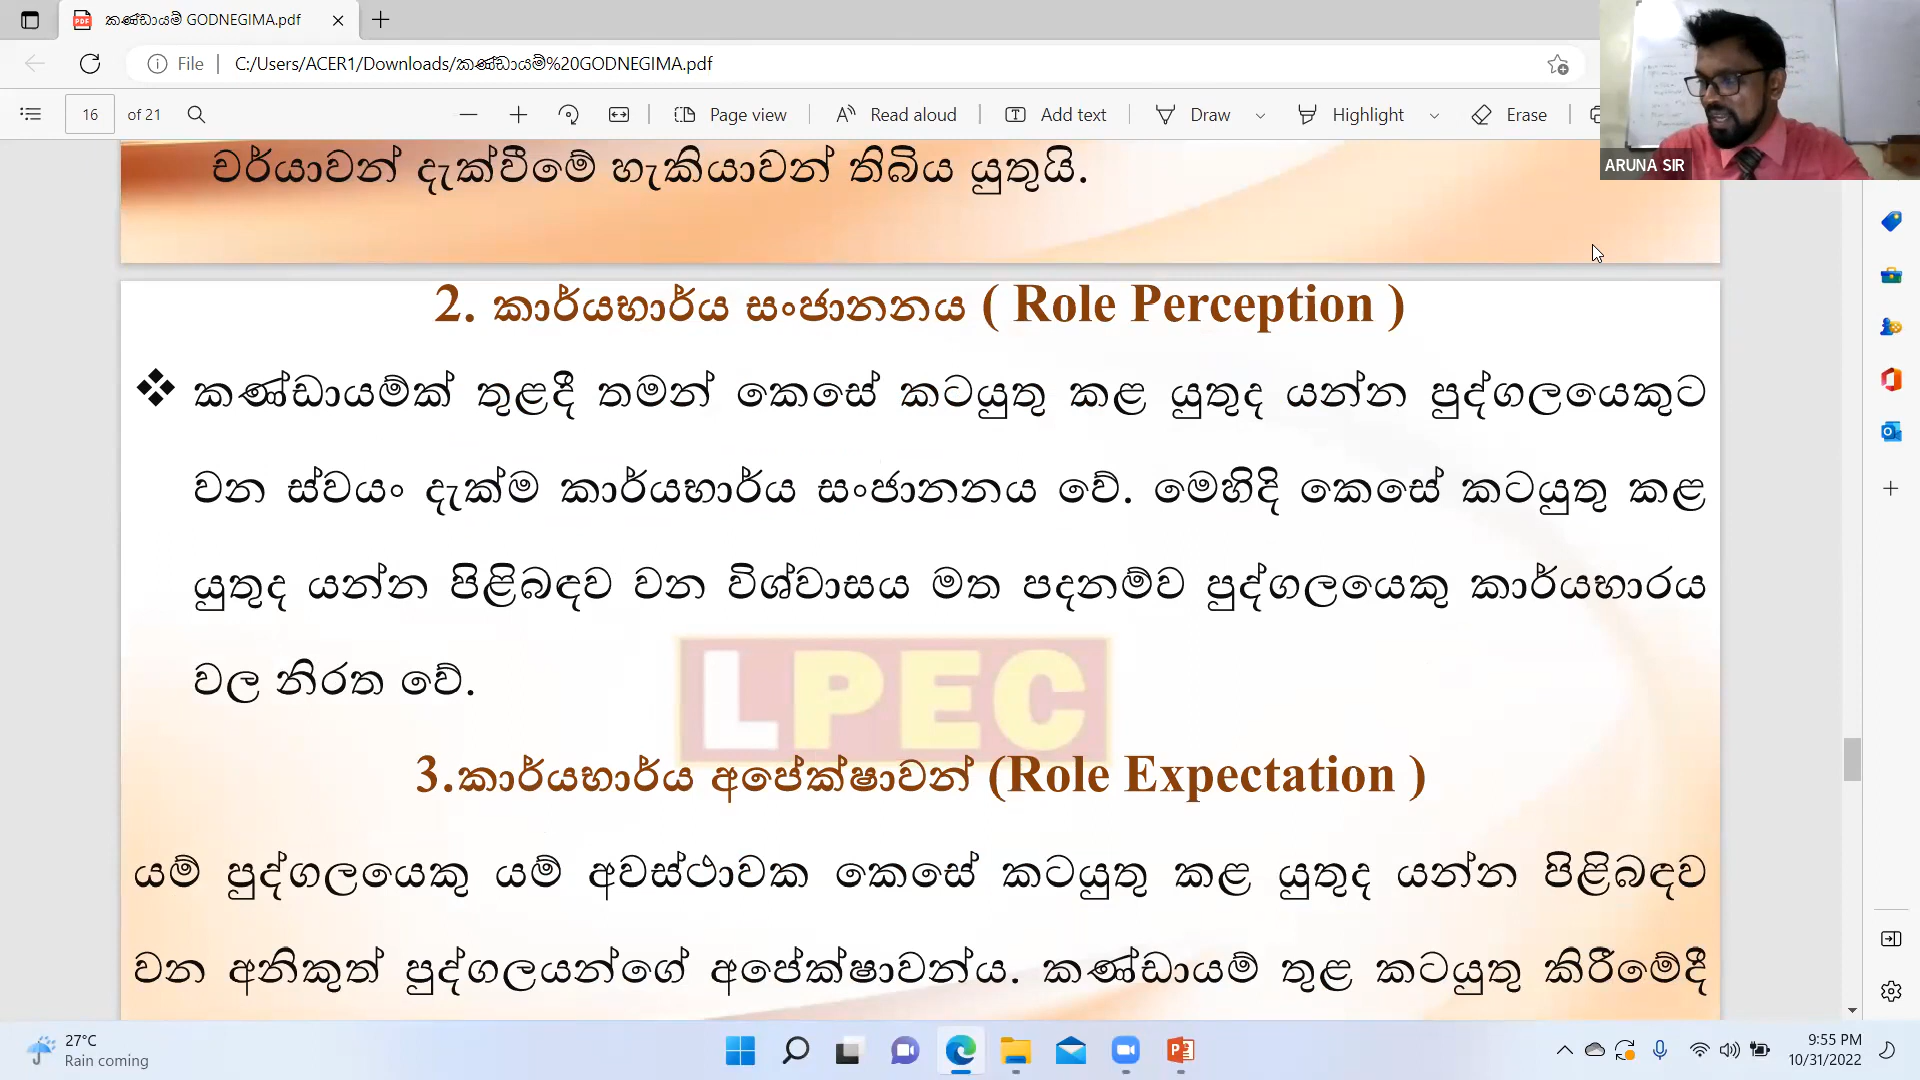 කණ්ඩායම් GODNEGIMA.pdf
File C:/Users/ACER1/Downloads/කණ්ඩායම්%20GODNEGIMA.pdf
16 of 21 Page view Read aloud Add text Draw Highlight Erase
ARUNA SIR
චර්යාවන් දැක්වීමේ හැකියාවන් තිබිය යුතුයි.
2. කාර්යභාර්ය සංජානනය ( Role Perception )
❖ කණ්ඩායම්ක් තුළදී තමන් කෙසේ කටයුතු කළ යුතුද යන්න පුද්ගලයෙකුට
වන ස්වයං දැක්ම කාර්යභාර්ය සංජානනය වේ. මෙහිදි කෙසේ කටයුතු කළ
යුතුද යන්න පිළිබඳව වන විශ්වාසය මත පදනම්ව පුද්ගලයෙකු කාර්යභාරය
වල නිරත වේ.
LPEC
3.කාර්යභාර්ය අපේක්ෂාවන් (Role Expectation )
යම් පුද්ගලයෙකු යම් අවස්ථාවක කෙසේ කටයුතු කළ යුතුද යන්න පිළිබඳව
වන අනිකුත් පුද්ගලයන්ගේ අපේක්ෂාවන්ය. කණ්ඩායම් තුළ කටයුතු කිරීමේදී
27°C
Rain coming
9:55 PM
10/31/2022